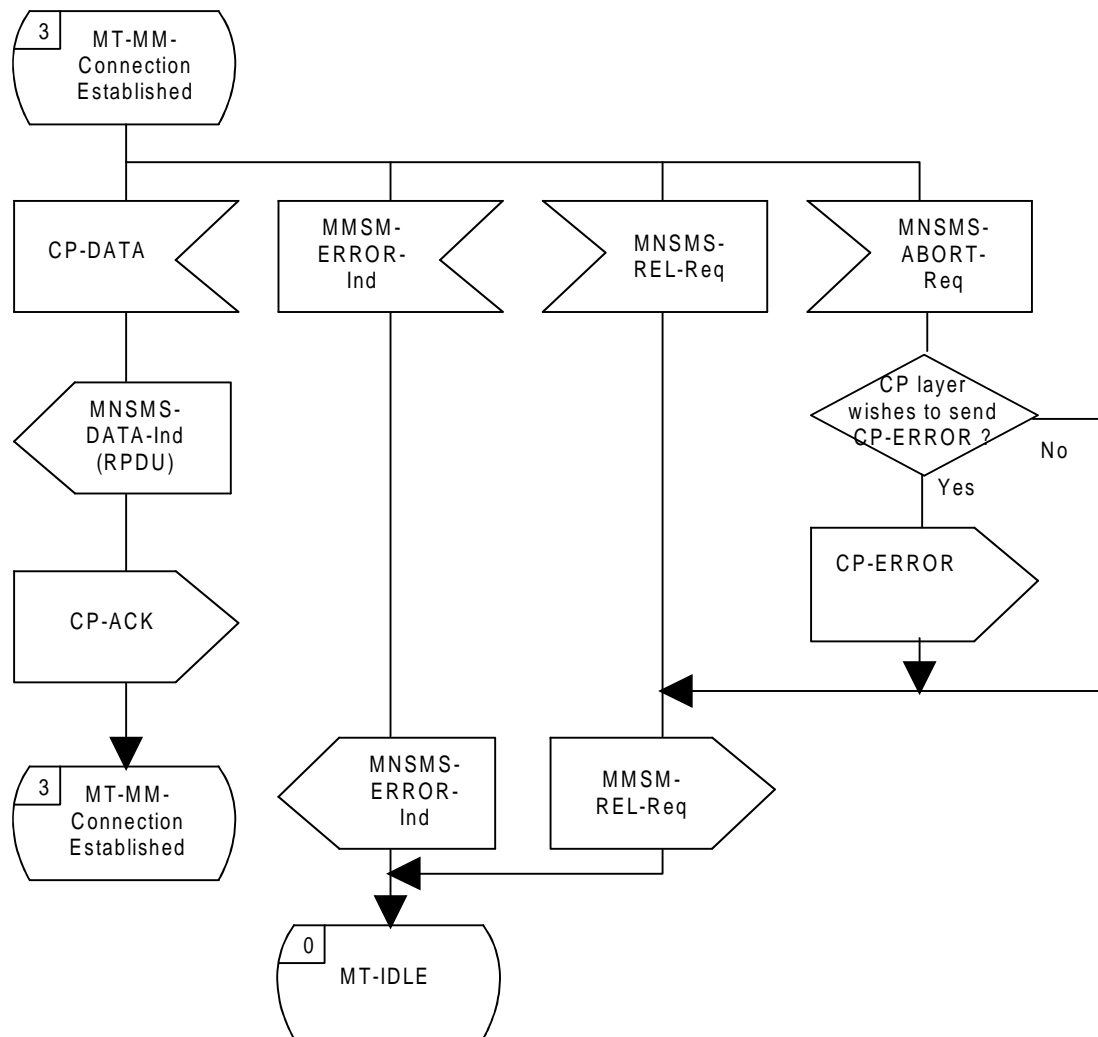 3
MT-MM-
Connection
Established
CP-DATA
MMSM-
ERROR-
Ind
MNSMS-
REL-Req
MNSMS-
ABORT-
Req
MNSMS-
DATA-Ind
(RPDU)
CP layer
wishes to send
CP-ERROR ?
No
Yes
CP-ACK
CP-ERROR
3
MT-MM-
Connection
Established
MNSMS-
ERROR-
Ind
MMSM-
REL-Req
0
MT-IDLE